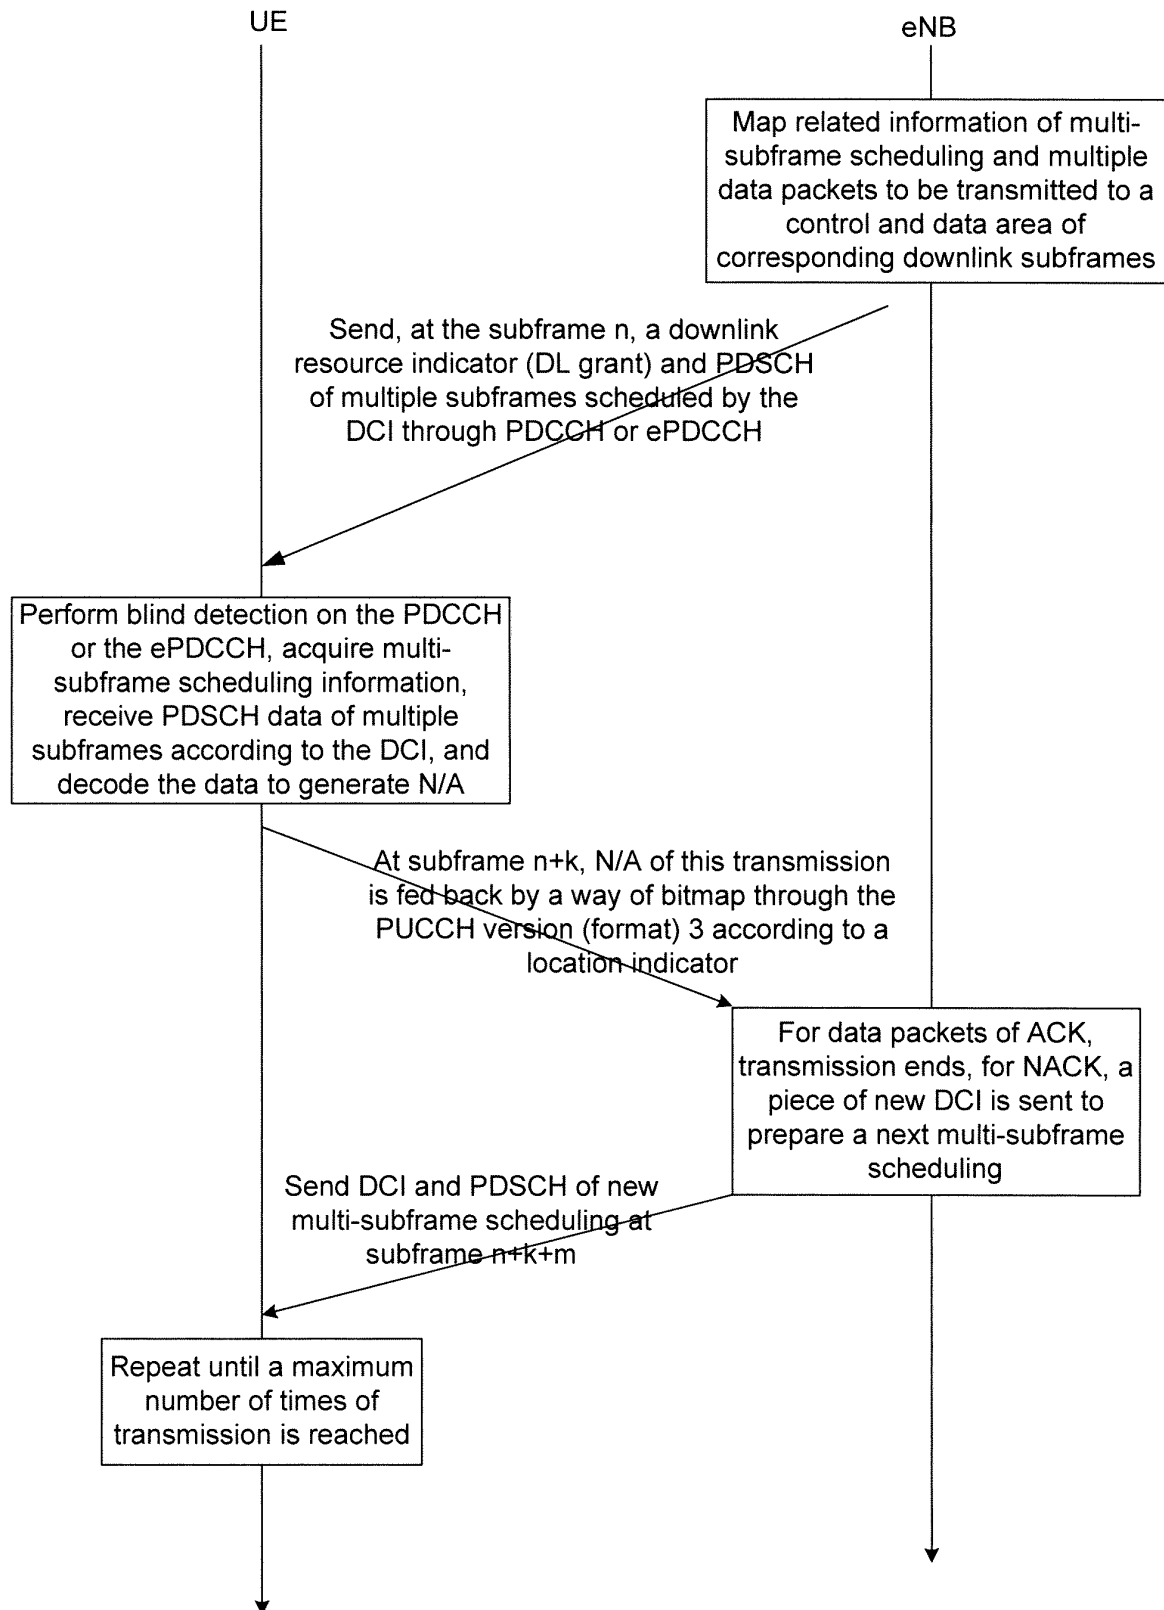 UE
eNB
Map related information of multi-
subframe scheduling and multiple
data packets to be transmitted to a
control and data area of
corresponding downlink subframes
Send, at the subframe n, a downlink
resource indicator (DL grant) and PDSCH
of multiple subframes scheduled by the
DCI through PDCCH or ePDCCH
Perform blind detection on the PDCCH
or the ePDCCH, acquire multi-
subframe scheduling information,
receive PDSCH data of multiple
subframes according to the DCI, and
decode the data to generate N/A
At subframe n+k, N/A of this transmission
is fed back by a way of bitmap through the
PUCCH version (format) 3 according to a
location indicator
For data packets of ACK,
transmission ends, for NACK, a
piece of new DCI is sent to
prepare a next multi-subframe
scheduling
Send DCI and PDSCH of new
multi-subframe scheduling at
subframe n+k+m
Repeat until a maximum
number of times of
transmission is reached